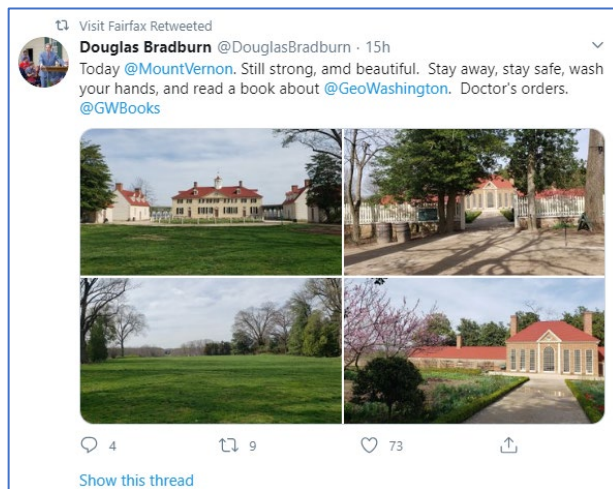 Visit Fairfax Retweeted
Douglas Bradburn @DouglasBradburn · 15h
Today @MountVernon. Still strong, amd beautiful. Stay away, stay safe, wash
your hands, and read a book about @GeoWashington. Doctor's orders.
@GWBooks
4 9 73
Show this thread